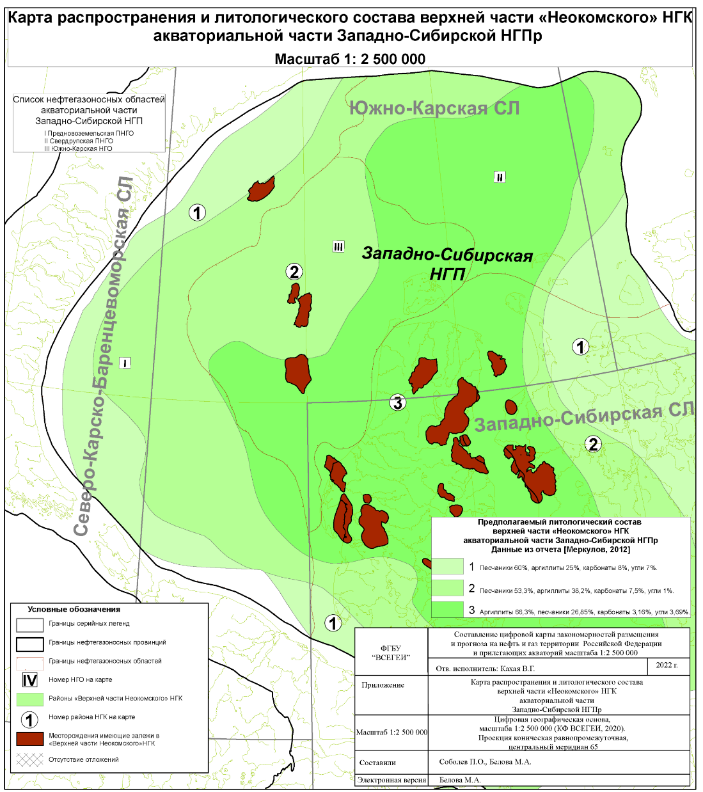 Карта распространения и литологического состава верхней части «Неокомского» НГК
акваториальной части Западно-Сибирской НГПр
Масштаб 1: 2 500 000
Список нефтегазоносных областей
акваториальной части
Западно-Сибирской НГП
I Предновоземельская ПНГО
II Свердрупская ПНГО
III Южно-Карская НГО
Южно-Карская СЛ
Северо-Карско-Баренцевоморская СЛ
Западно-Сибирская
НГП
Западно-Сибирская СЛ
1
II
III
2
1
I
3
2
1
Предполагаемый литологический состав
верхней части «Неокомского» НГК
акваториальной части Западно-Сибирской НГПр
Данные из отчета [Меркулов, 2012]
1 Песчаники 60%, аргиллиты 25%, карбонаты 8%, угли 7%.
2 Песчаники 53,3%, аргиллиты 38,2%, карбонаты 7,5%, угли 1%.
3 Аргиллиты 66,3%, песчаники 26,85%, карбонаты 3,16%, угли 3,69%.
Условные обозначения
Границы серийных легенд
Границы нефтегазоносных провинций
Границы нефтегазоносных областей
IV Номер НГО на карте
Районы «Верхней части Неокомского» НГК
1 Номер района НГК на карте
Месторождения имеющие залежи в
«Верхней части Неокомского»НГК
Отсутствие отложений
ФГБУ
"ВСЕГЕИ"
Составление цифровой карты закономерностей размещения
и прогноза на нефть и газ территории Российской Федерации
и прилегающих акваторий масштаба 1:2 500 000
Отв. исполнитель: Кахая В.Г.
2022 г.
Приложение
Карта распространения и литологического состава
верхней части «Неокомского» НГК
акваториальной части
Западно-Сибирской НГПр
Масштаб 1:2 500 000
Цифровая географическая основа,
масштаба 1:2 500 000 (КФ ВСЕГЕИ, 2020).
Проекция коническая равнопромежуточная,
центральный меридиан 65
Составили
Соболев П.О., Белова М.А.
Электронная версия
Белова М.А.